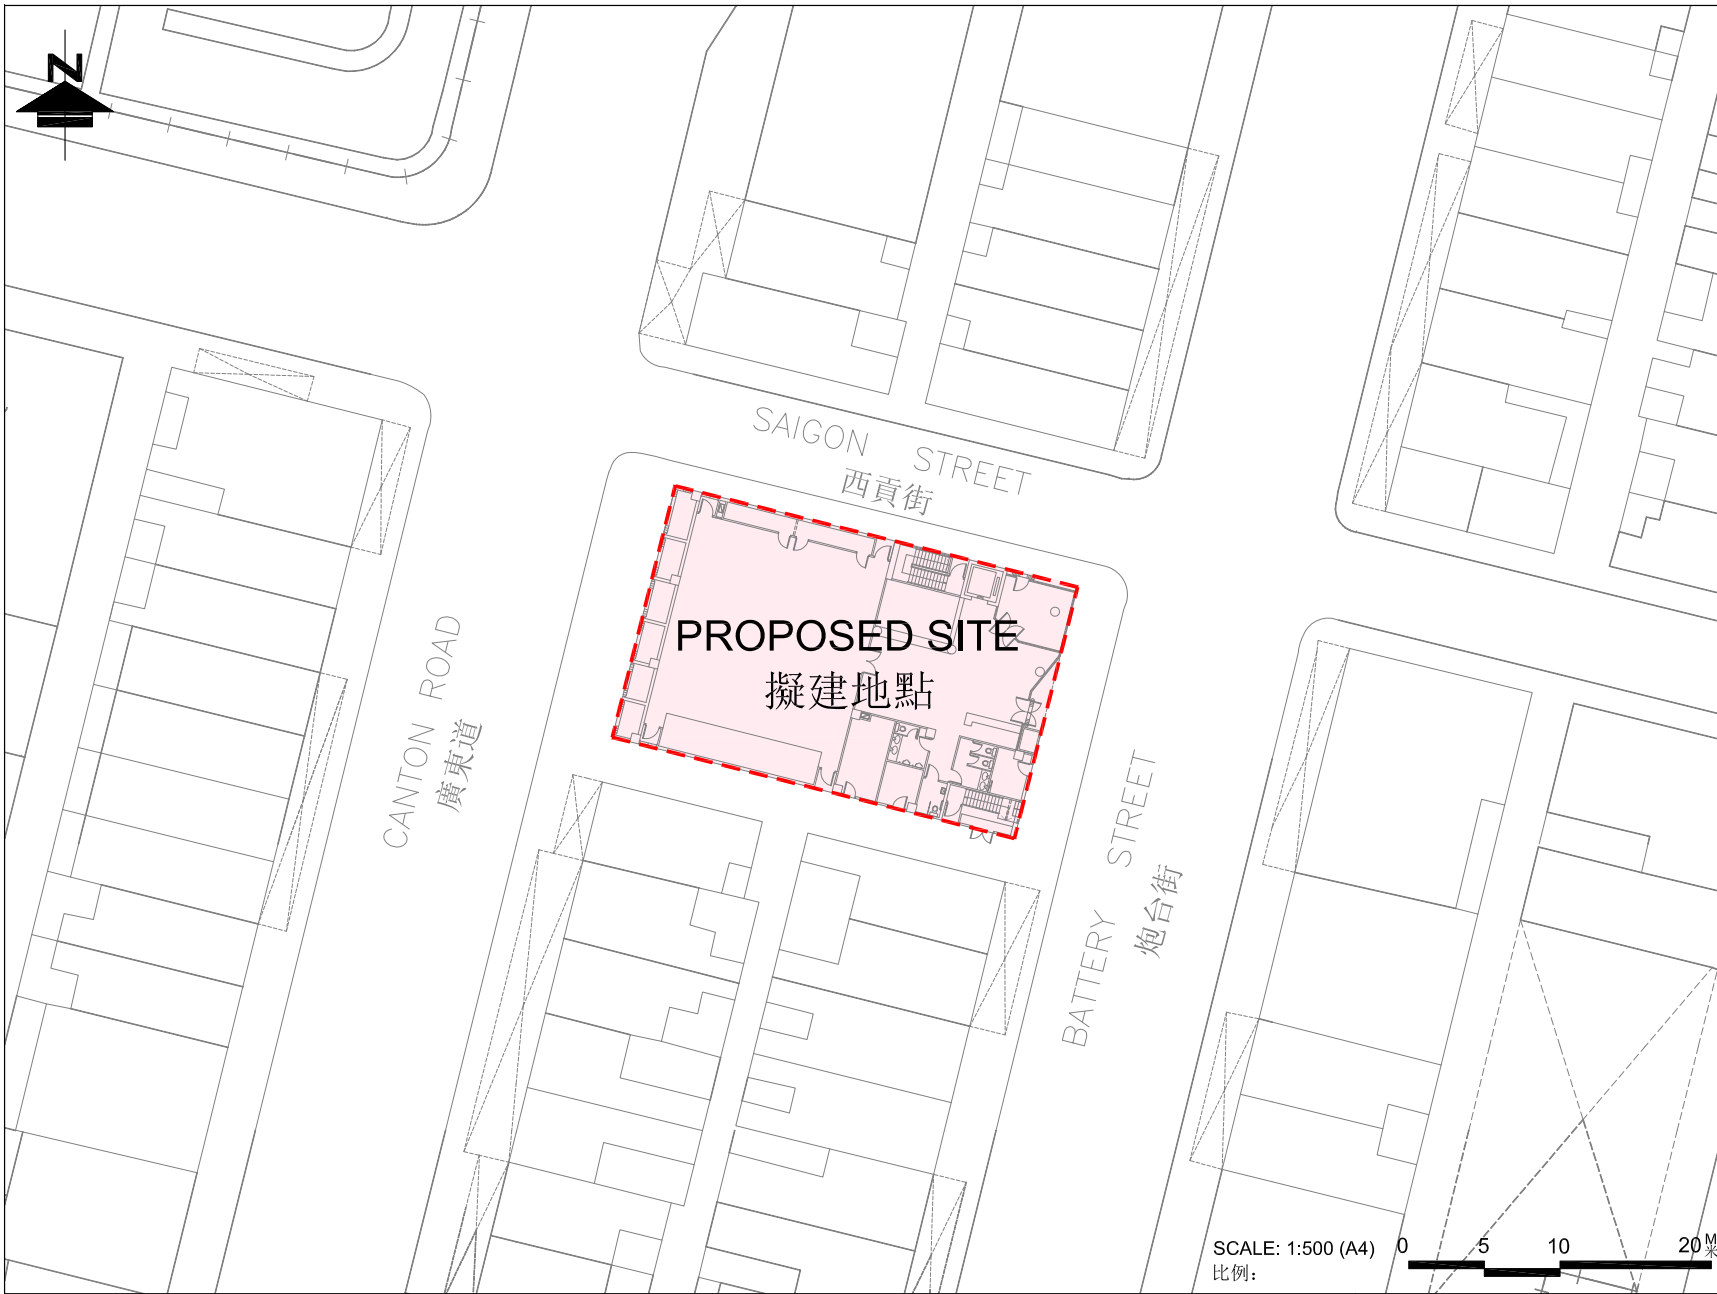 N
SAIGON STREET
西貢街
PROPOSED SITE
擬建地點
CANTON ROAD
廣東道
BATTERY STREET
炮台街
SCALE: 1:500 (A4)
比例：
0 5 10 20 M
米